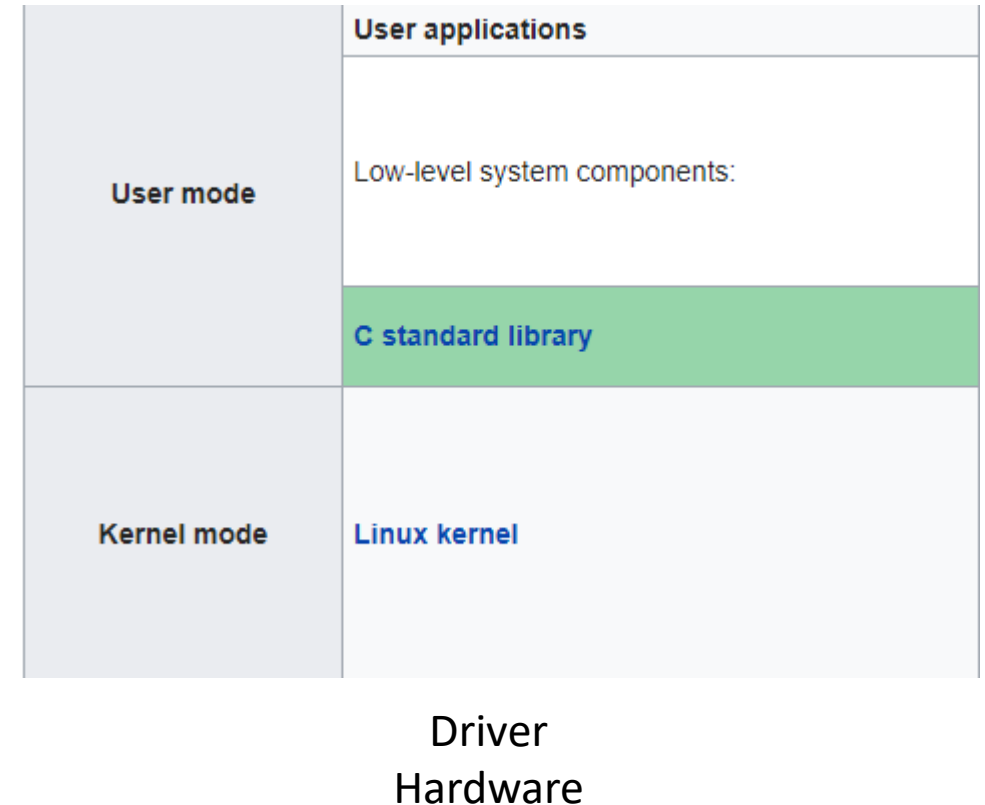 User applications
User mode
Low-level system components:
C standard library
Kernel mode
Linux kernel
Driver
Hardware